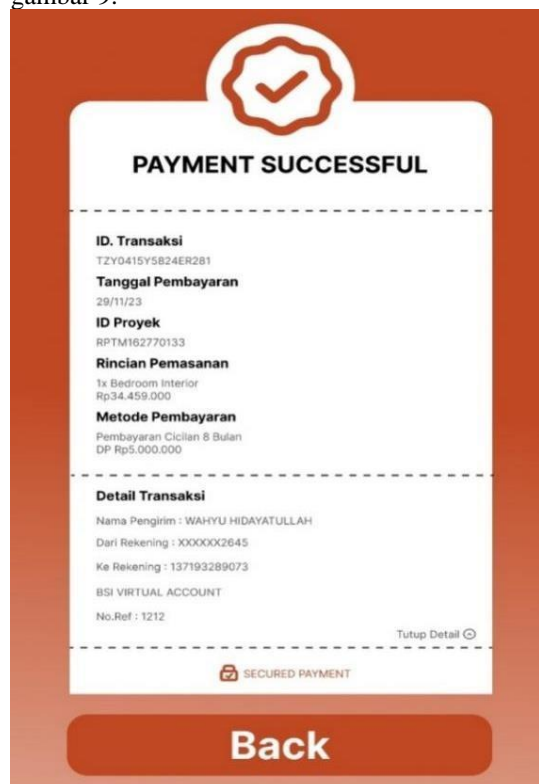 gambar 9.
PAYMENT SUCCESSFUL
ID. Transaksi
TZY0415Y5824ER281
Tanggal Pembayaran
29/11/23
ID Proyek
RPTM162770133
Rincian Pemasanan
1x Bedroom Interior
Rp34.459.000
Metode Pembayaran
Pembayaran Cicilan 8 Bulan
DP Rp5.000.000
Detail Transaksi
Nama Pengirim : WAHYU HIDAYATULLAH
Dari Rekening : XXXXXX2645
Ke Rekening : 137193289073
BSI VIRTUAL ACCOUNT
No.Ref : 1212
Tutup Detail
SECURED PAYMENT
Back